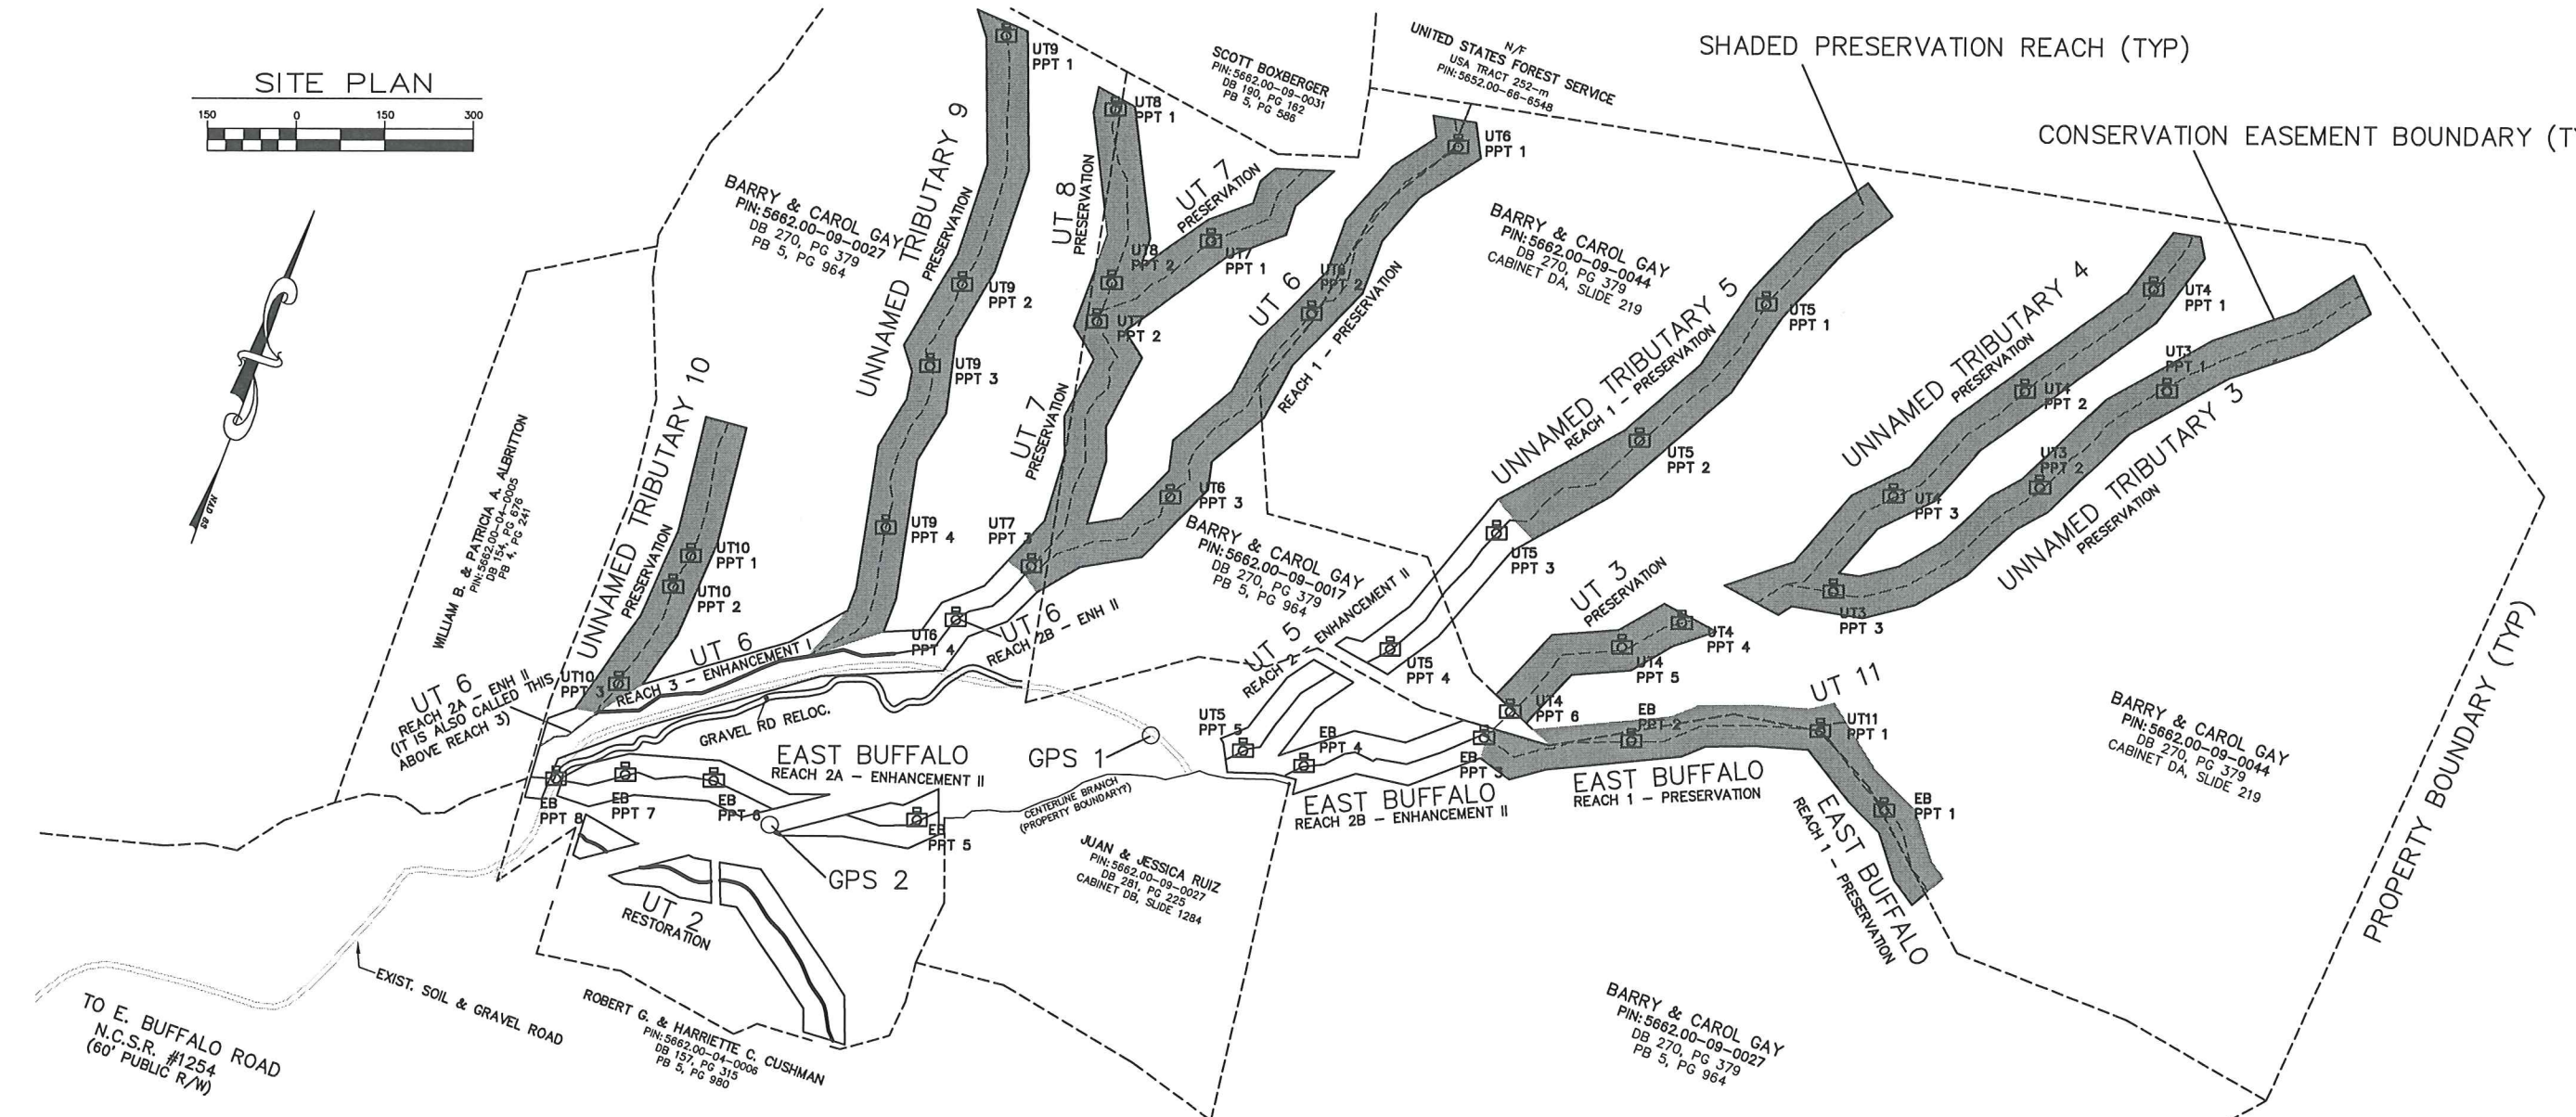 SITE PLAN
150 0 150 300
NAD 83
SHADED PRESERVATION REACH (TYP)
CONSERVATION EASEMENT BOUNDARY (TY
PROPERTY BOUNDARY (TYP)
N/F
UNITED STATES FOREST SERVICE
USA TRACT 252-m
PIN:5652.00-66-6548
SCOTT BOXBERGER
PIN:5662.00-09-0031
DB 190, PG 162
PB 5, PG 586
BARRY & CAROL GAY
PIN:5662.00-09-0027
DB 270, PG 379
PB 5, PG 964
BARRY & CAROL GAY
PIN:5662.00-09-0044
DB 270, PG 379
CABINET DA, SLIDE 219
UNNAMED TRIBUTARY 9
PRESERVATION
UT9
PPT 1
UT9
PPT 2
UT9
PPT 3
UT9
PPT 4
UT 8
PRESERVATION
UT8
PPT 1
UT8
PPT 2
UT 7
PRESERVATION
UT7
PPT 1
UT7
PPT 2
UT 7
PRESERVATION
UT7
PPT 3
UT 6
REACH 1 - PRESERVATION
UT6
PPT 1
UT6
PPT 2
UT6
PPT 3
UNNAMED TRIBUTARY 5
REACH 1 - PRESERVATION
UT5
PPT 1
UT5
PPT 2
UT5
PPT 3
UT5
PPT 4
UT5
PPT 5
UT 5
REACH 2 - ENHANCEMENT II
UNNAMED TRIBUTARY 4
PRESERVATION
UT4
PPT 1
UT4
PPT 2
UT4
PPT 3
UNNAMED TRIBUTARY 3
PRESERVATION
UT3
PPT 1
UT3
PPT 2
UT3
PPT 3
UT 3
PRESERVATION
UT4
PPT 4
UT4
PPT 5
UT4
PPT 6
WILLIAM B. & PATRICIA A. ALBRITTON
PIN:5662.00-04-0005
DB 154, PG 676
PB 4, PG 241
UNNAMED TRIBUTARY 10
PRESERVATION
UT10
PPT 1
UT10
PPT 2
UT10
PPT 3
BARRY & CAROL GAY
PIN:5662.00-09-0017
DB 270, PG 379
PB 5, PG 964
UT 6
REACH 2B - ENH II
UT6
PPT 4
UT 6
REACH 3 - ENHANCEMENT I
UT 6
REACH 2A - ENH II
(IT IS ALSO CALLED THIS
ABOVE REACH 3)
GRAVEL RD RELOC.
EAST BUFFALO
REACH 2A - ENHANCEMENT II
GPS 1
GPS 2
CENTERLINE BRANCH
(PROPERTY BOUNDARY?)
EB
PPT 8
EB
PPT 7
EB
PPT 6
EB
PPT 5
EB
PPT 4
EB
PPT 3
EB
PPT 2
EB
PPT 1
EAST BUFFALO
REACH 2B - ENHANCEMENT II
EAST BUFFALO
REACH 1 - PRESERVATION
UT 11
UT11
PPT 1
EAST BUFFALO
REACH 1 - PRESERVATION
BARRY & CAROL GAY
PIN:5662.00-09-0044
DB 270, PG 379
CABINET DA, SLIDE 219
JUAN & JESSICA RUIZ
PIN:5662.00-09-0027
DB 281, PG 225
CABINET DB, SLIDE 1284
UT 2
RESTORATION
EXIST. SOIL & GRAVEL ROAD
TO E. BUFFALO ROAD
N.C.S.R. #1254
(60' PUBLIC R/W)
ROBERT G. & HARRIETTE C. CUSHMAN
PIN:5662.00-04-0006
DB 157, PG 315
PB 5, PG 980
BARRY & CAROL GAY
PIN:5662.00-09-0027
DB 270, PG 379
PB 5, PG 964